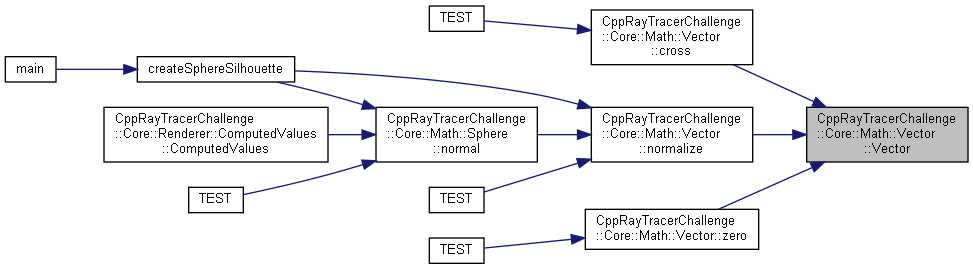 TEST
CppRayTracerChallenge
::Core::Math::Vector
::cross
main
createSphereSilhouette
CppRayTracerChallenge
::Core::Renderer::ComputedValues
::ComputedValues
CppRayTracerChallenge
::Core::Math::Sphere
::normal
CppRayTracerChallenge
::Core::Math::Vector
::normalize
CppRayTracerChallenge
::Core::Math::Vector
::Vector
TEST
TEST
CppRayTracerChallenge
::Core::Math::Vector::zero
TEST